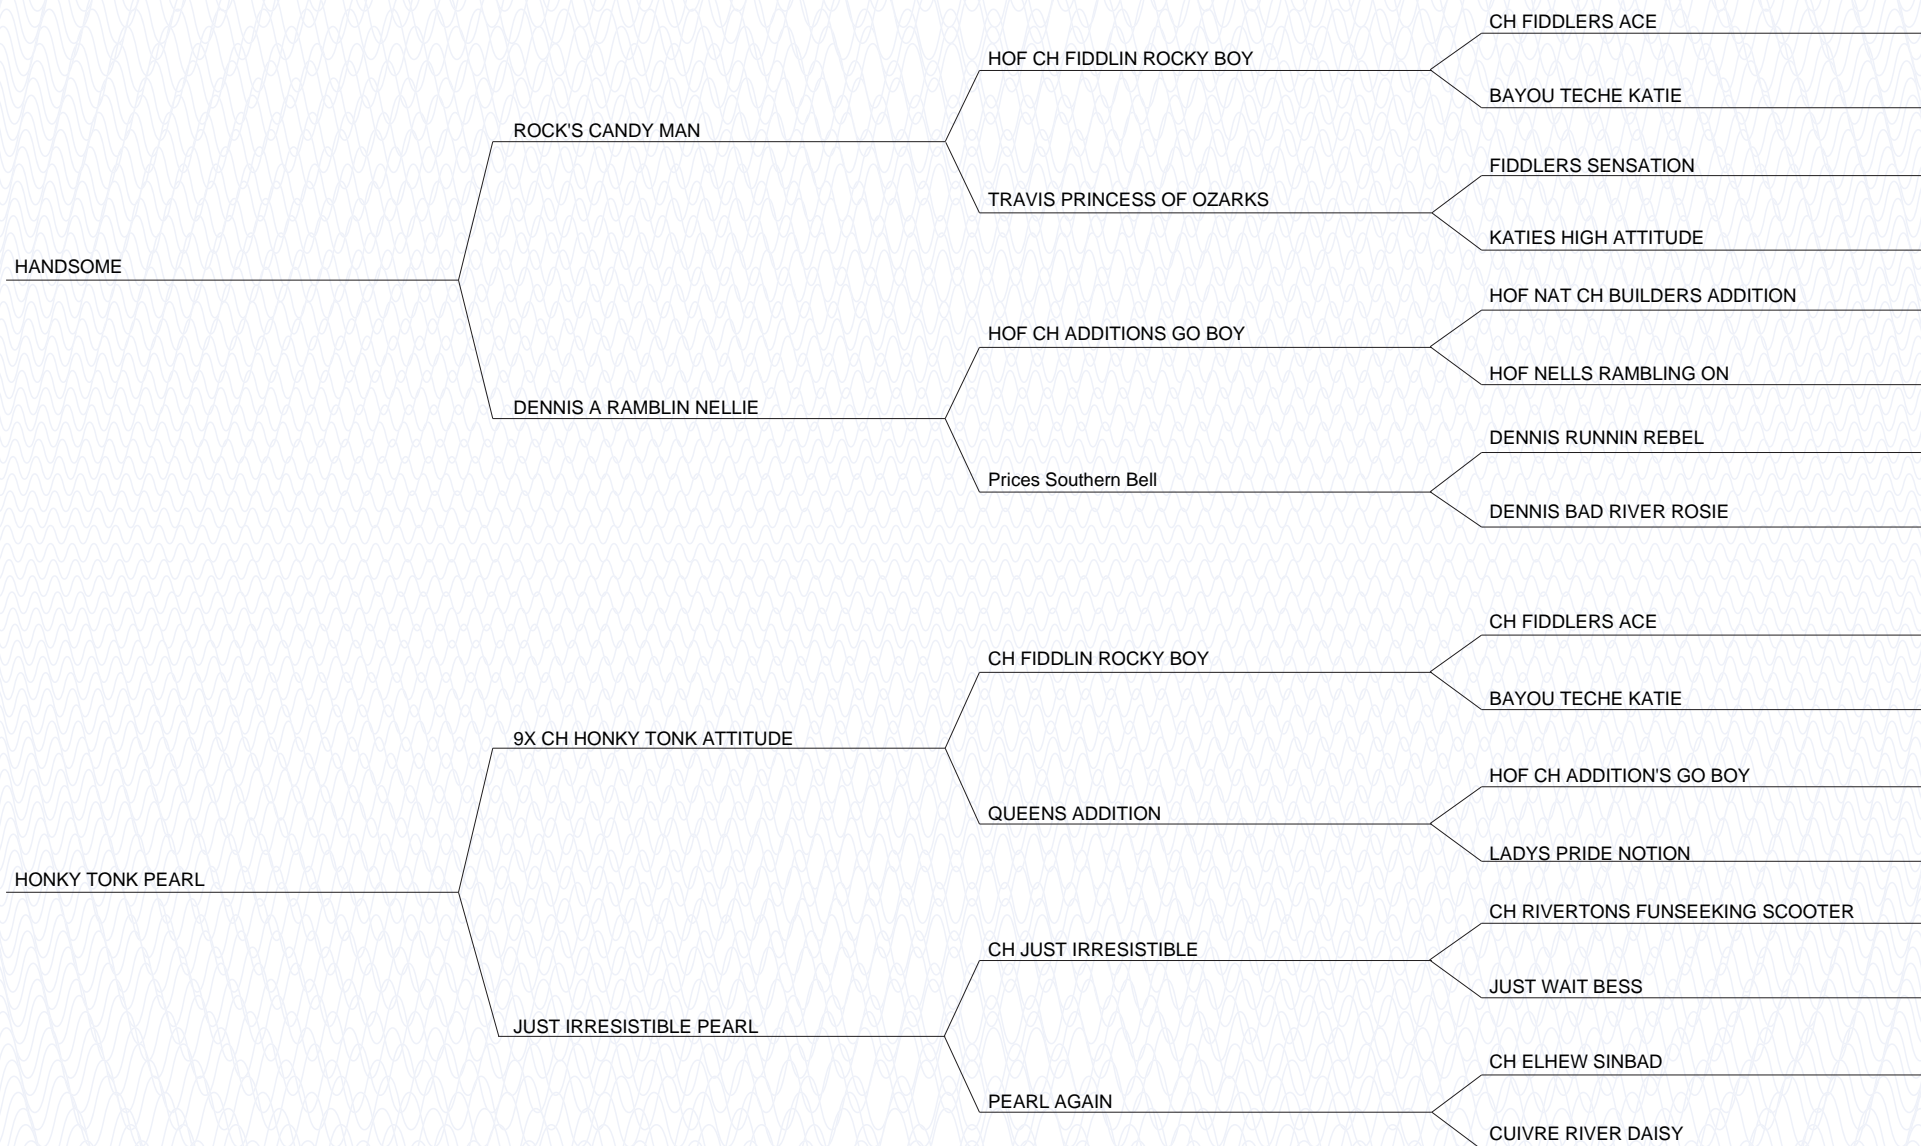 CH FIDDLERS ACE
HOF CH FIDDLIN ROCKY BOY
BAYOU TECHE KATIE
ROCK'S CANDY MAN
FIDDLERS SENSATION
TRAVIS PRINCESS OF OZARKS
KATIES HIGH ATTITUDE
HANDSOME
HOF NAT CH BUILDERS ADDITION
HOF CH ADDITIONS GO BOY
HOF NELLS RAMBLING ON
DENNIS A RAMBLIN NELLIE
DENNIS RUNNIN REBEL
Prices Southern Bell
DENNIS BAD RIVER ROSIE
CH FIDDLERS ACE
CH FIDDLIN ROCKY BOY
BAYOU TECHE KATIE
9X CH HONKY TONK ATTITUDE
HOF CH ADDITION'S GO BOY
QUEENS ADDITION
LADYS PRIDE NOTION
HONKY TONK PEARL
CH RIVERTONS FUNSEEKING SCOOTER
CH JUST IRRESISTIBLE
JUST WAIT BESS
JUST IRRESISTIBLE PEARL
CH ELHEW SINBAD
PEARL AGAIN
CUIVRE RIVER DAISY